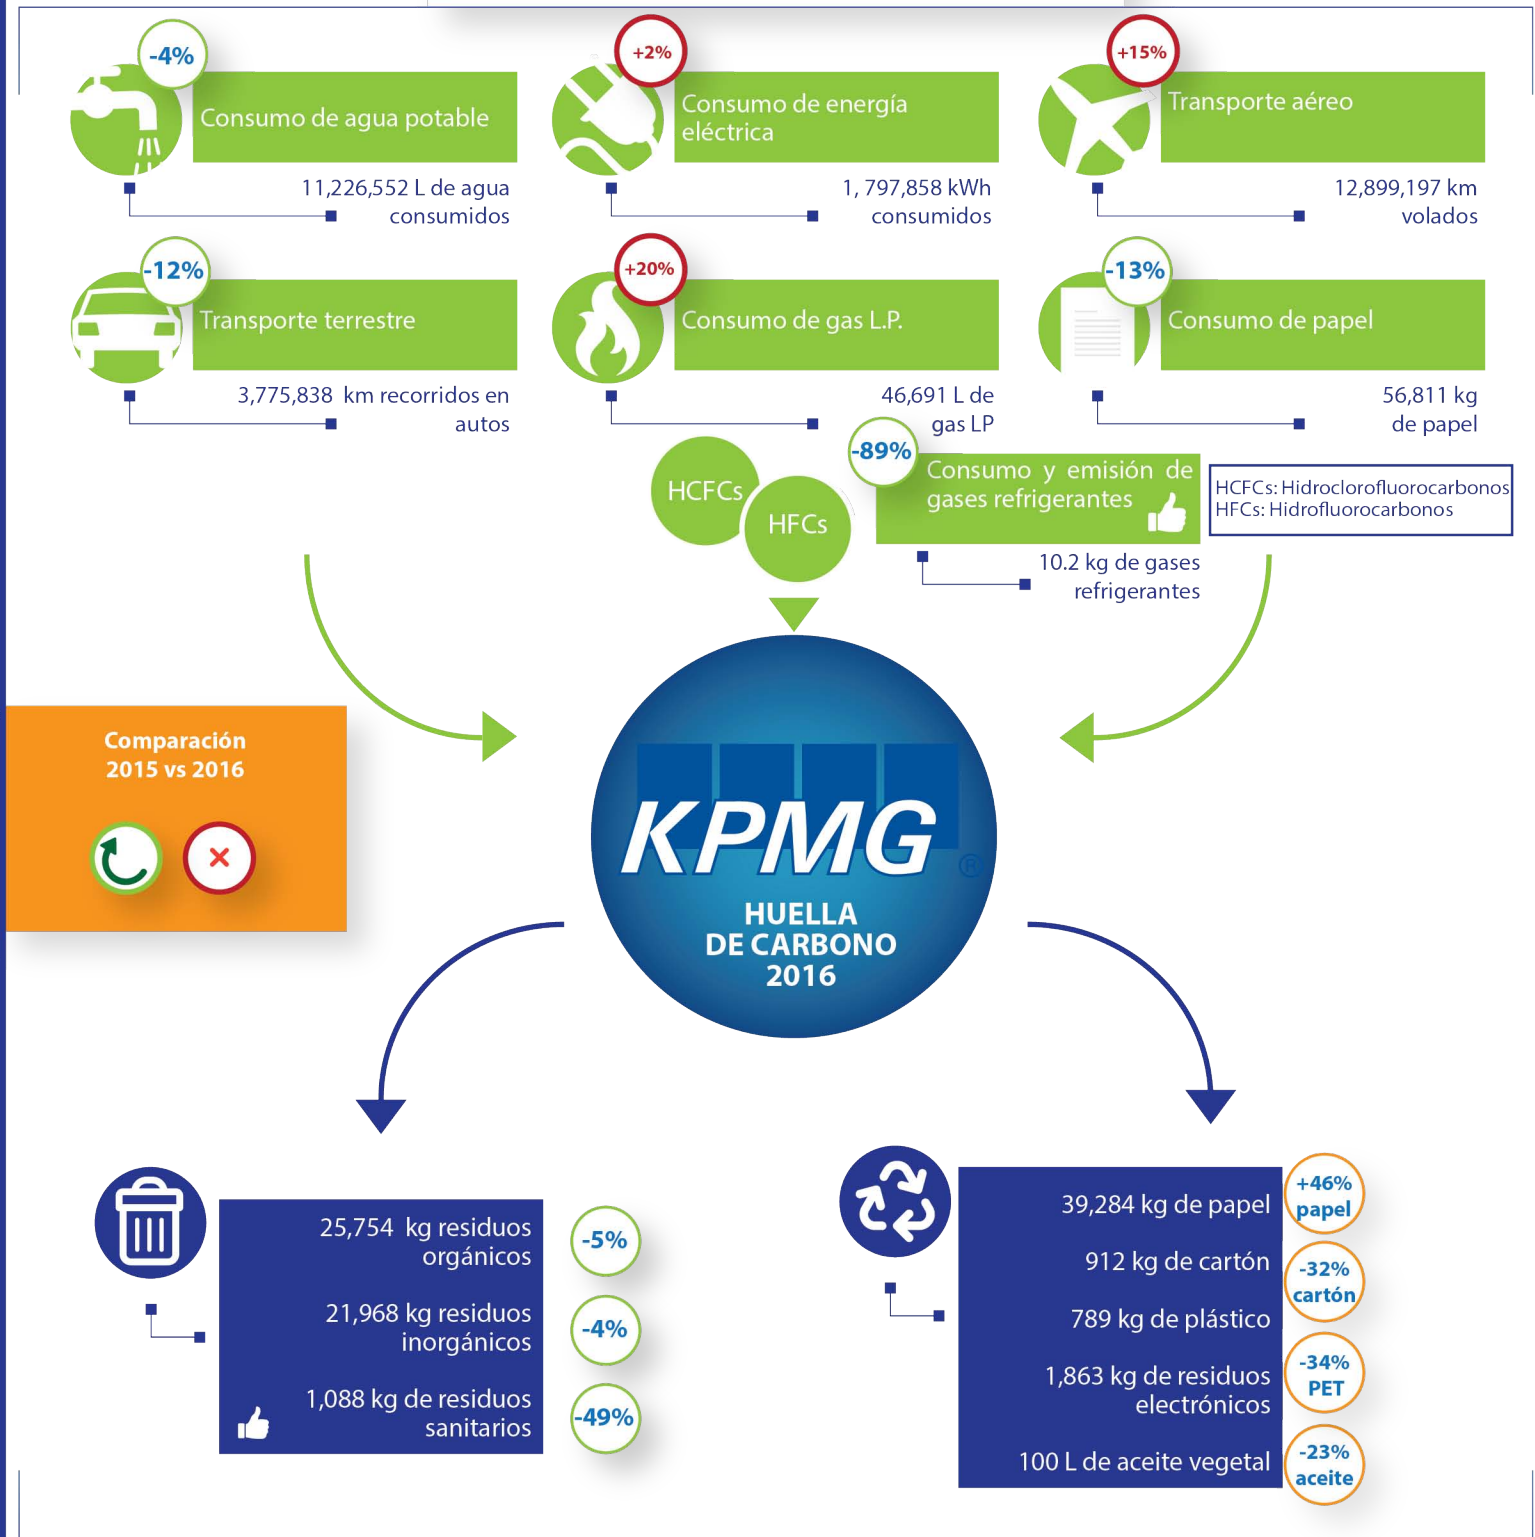 -4%
Consumo de agua potable
11,226,552 L de agua
consumidos
+2%
Consumo de energía
eléctrica
1, 797,858 kWh
consumidos
+15%
Transporte aéreo
12,899,197 km
volados
-12%
Transporte terrestre
3,775,838 km recorridos en
autos
+20%
Consumo de gas L.P.
46,691 L de
gas LP
-13%
Consumo de papel
56,811 kg
de papel
HCFCs
HFCs
-89%
Consumo y emisión de
gases refrigerantes
10.2 kg de gases
refrigerantes
HCFCs: Hidroclorofluorocarbonos
HFCs: Hidrofluorocarbonos
Comparación
2015 vs 2016
KPMG
®
HUELLA
DE CARBONO
2016
25,754 kg residuos
orgánicos
-5%
21,968 kg residuos
inorgánicos
-4%
1,088 kg de residuos
sanitarios
-49%
39,284 kg de papel
+46%
papel
912 kg de cartón
-32%
cartón
789 kg de plástico
-34%
PET
1,863 kg de residuos
electrónicos
100 L de aceite vegetal
-23%
aceite